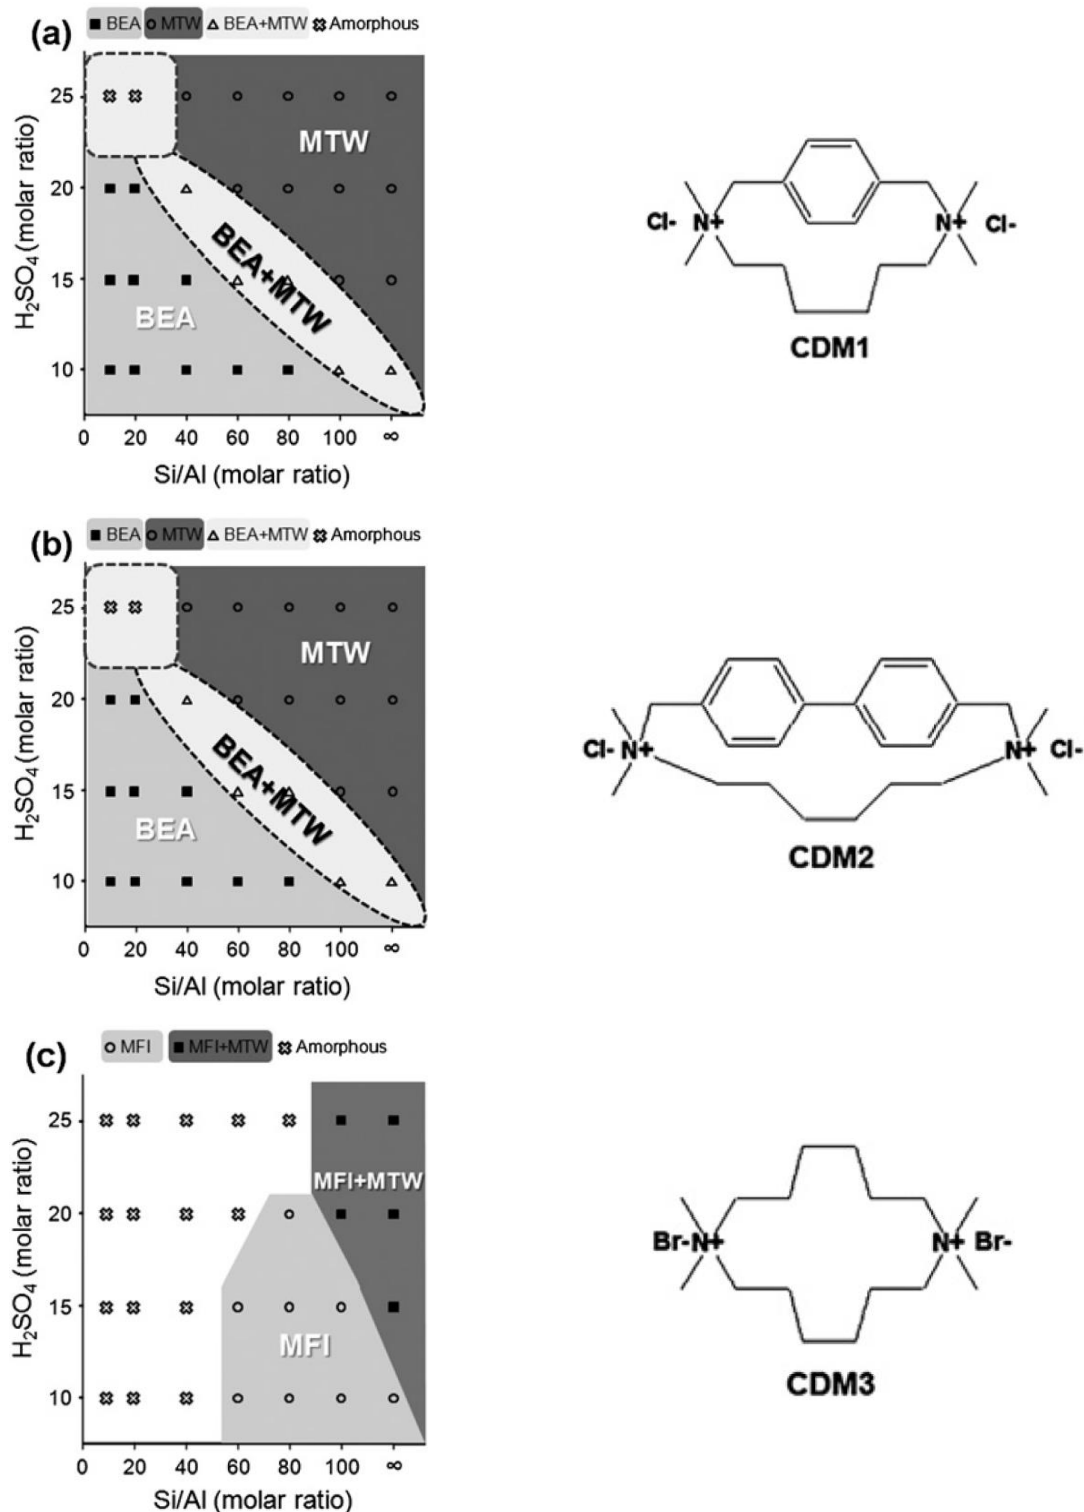 (a)
BEA MTW BEA+MTW Amorphous
H₂SO₄ (molar ratio)
25
20
15
10
MTW
BEA+MTW
BEA
0 20 40 60 80 100 ∞
Si/Al (molar ratio)
Cl- N+ N+ Cl-
CDM1
(b)
BEA MTW BEA+MTW Amorphous
H₂SO₄ (molar ratio)
25
20
15
10
MTW
BEA+MTW
BEA
0 20 40 60 80 100 ∞
Si/Al (molar ratio)
Cl- N+ N+ Cl-
CDM2
(c)
MFI MFI+MTW Amorphous
H₂SO₄ (molar ratio)
25
20
15
10
MFI+MTW
MFI
0 20 40 60 80 100 ∞
Si/Al (molar ratio)
Br- N+ N+ Br-
CDM3